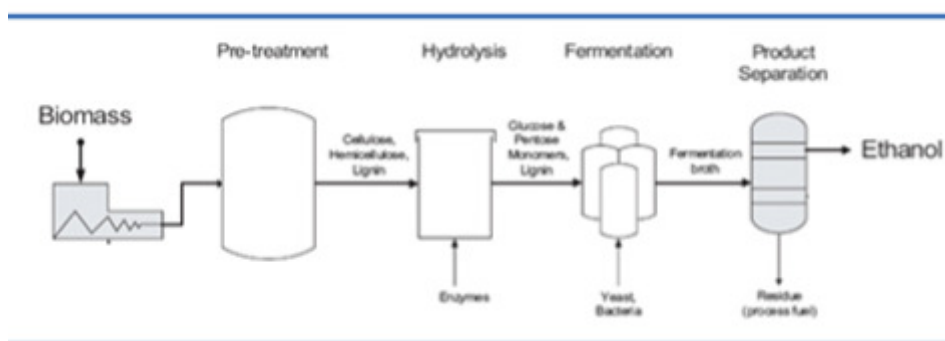 Pre-treatment
Hydrolysis
Fermentation
Product
Separation
Biomass
Cellulose,
Hemicellulose,
Lignin
Glucose &
Pentose
Monomers,
Lignin
Fermentation
broth
Ethanol
Enzymes
Yeast,
Bacteria
Residue
(process fuel)